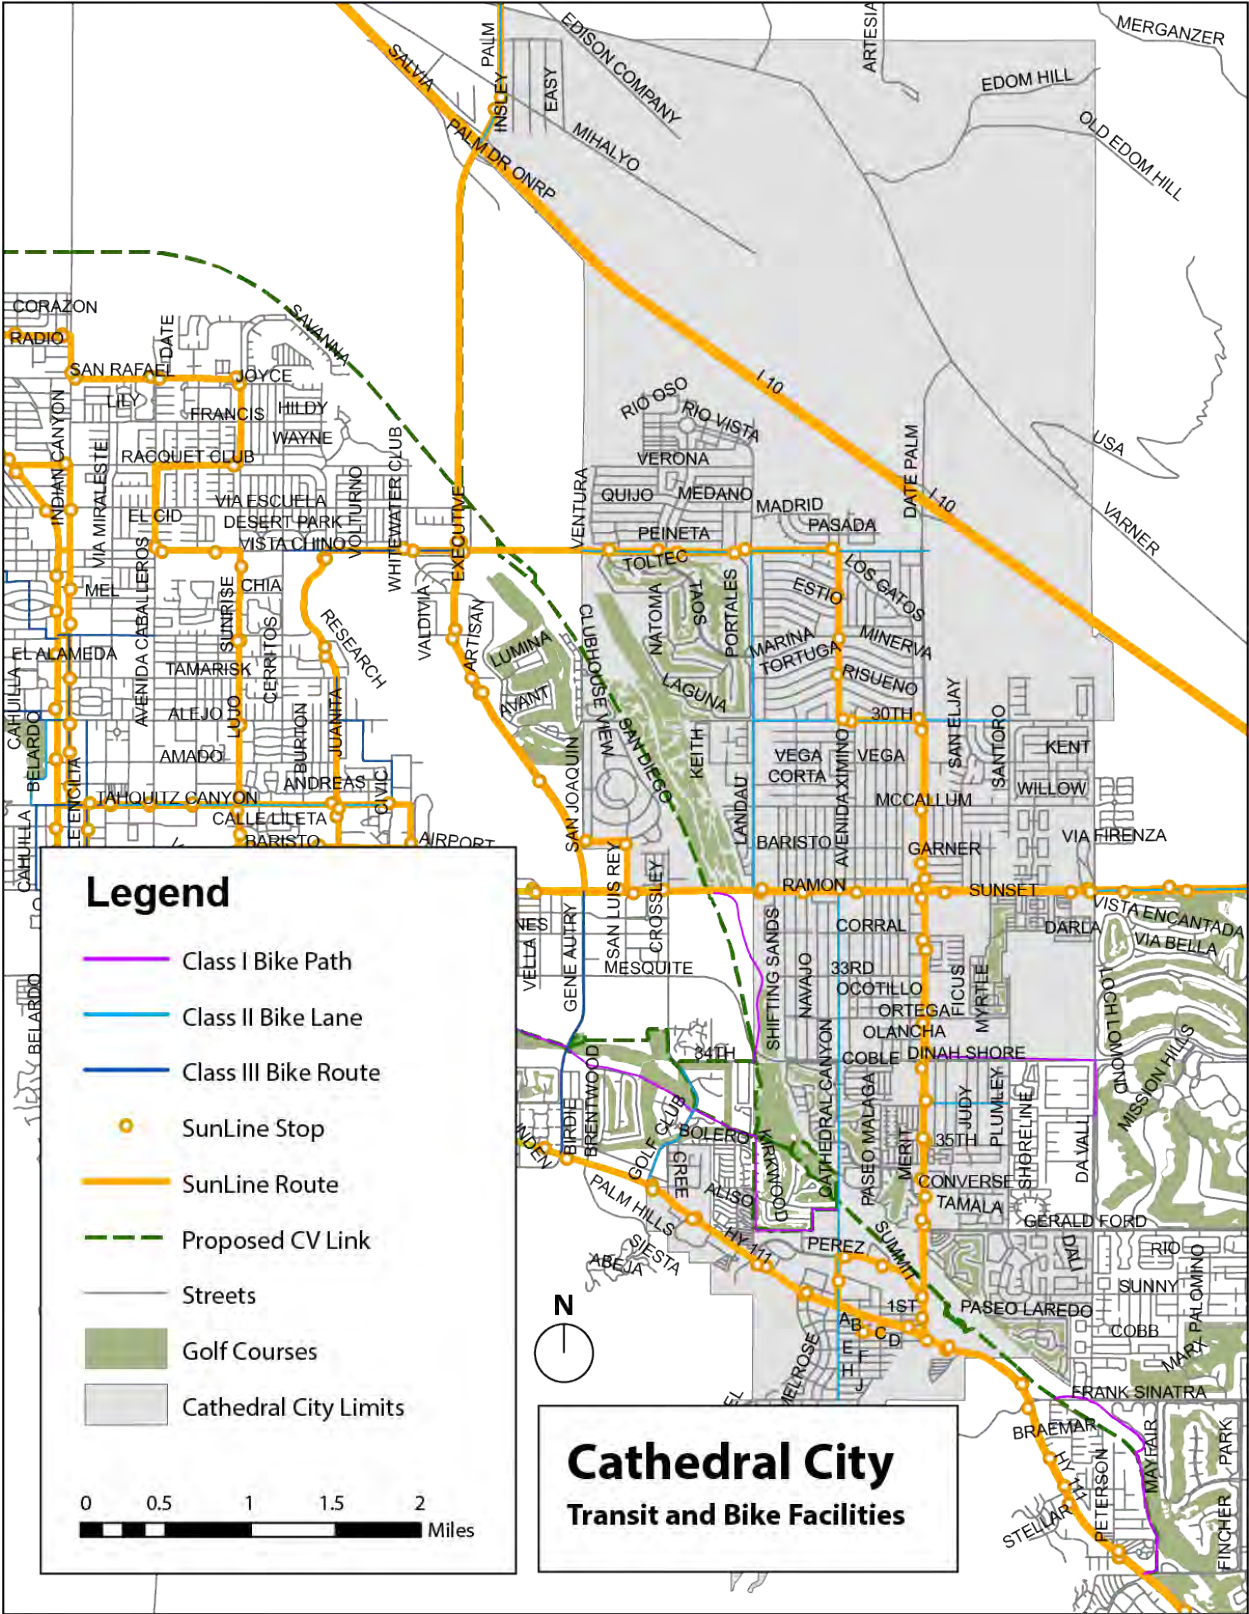 MERGANZER
ARTESIA
PALM
EDISON COMPANY
SALVIA
INSLEY
EASY
EDOM HILL
OLD EDOM HILL
PALM DR ONRP
MIHALYO
CORAZON
RADIO
DATE
SAVANNA
SAN RAFAEL
JOYCE
LILY
FRANCIS
HILDY
WAYNE
INDIAN CANYON
VIA MIRALESTE
RACQUET CLUB
WHITEWATER CLUB
VIA ESCUELA
VOLTURNO
EL CID
DESERT PARK
VISTA CHINO
EXECUTIVE
RIO OSO
RIO VISTA
I 10
VERONA
QUIJO
MEDANO
VENTURA
MADRID
PASADA
PEINETA
TOLTEC
DATE PALM
I 10
USA
VARNER
MEL
AVENIDA CABALLEROS
SUNRISE
CHIA
CERRITOS
RESEARCH
VALDIVIA
ARTISAN
LUMINA
AVANT
CLUBHOUSE VIEW
NATOMA
TAOS
PORTALES
ESTIO
LOS GATOS
MARINA
TORTUGA
MINERVA
RISUENO
EL ALAMEDA
TAMARISK
CAHUILLA
BELARDO
ALEJO
LUJO
BURTON
JUANITA
AMADO
ANDREAS
CIVIC
LAGUNA
SAN DIEGO
KEITH
LANDAU
30TH
VEGA
VEGA
CORTA
AVENIDA XIMINO
SAN ELJAY
SANTORO
KENT
WILLOW
MCCALLUM
SAN JOAQUIN
LE ENCILIA
TAHQUITZ CANYON
CALLE LILETA
BARISTO
AIRPORT
CAHUILLA
BARISTO
GARNER
VIA FIRENZA
SAN LUIS REY
CROSSLEY
RAMON
SUNSET
VISTA ENCANTADA
VIA BELLA
NES
VELLA
GENE AUTRY
MESQUITE
SHIFTING SANDS
NAVAJO
CORRAL
33RD
OCOTILLO
ORTEGA
OLANCHA
FICUS
MYRTLE
DARLA
LOCH LOMOND
MISSION HILLS
BELARDO
34TH
COBLE
DINAH SHORE
BIRDIE
BRENTWOOD
GOLF CLUB
BOLERO
CREE
ALISO
KIRKWOOD
CATHEDRAL CANYON
PASEO MALAGA
MERIT
JUDY
PLUMLEY
35TH
SHORELINE
DA VALL
CONVERSE
TAMALA
NDEN
PALM HILLS
SIESTA
ABEJA
HY 111
PEREZ
SUMMIT
GERALD FORD
DALI
RIO
SUNNY
PALOMINO
1ST
PASEO LAREDO
COBB
MARX
A
B
C
D
E
F
H
J
MELROSE
EL
FRANK SINATRA
BRAEMAR
HY 111
PETERSON
MAYFAIR
PARK
FINCHER
STELLAR
Legend
Class I Bike Path
Class II Bike Lane
Class III Bike Route
SunLine Stop
SunLine Route
Proposed CV Link
Streets
Golf Courses
Cathedral City Limits
0 0.5 1 1.5 2
Miles
N
Cathedral City
Transit and Bike Facilities